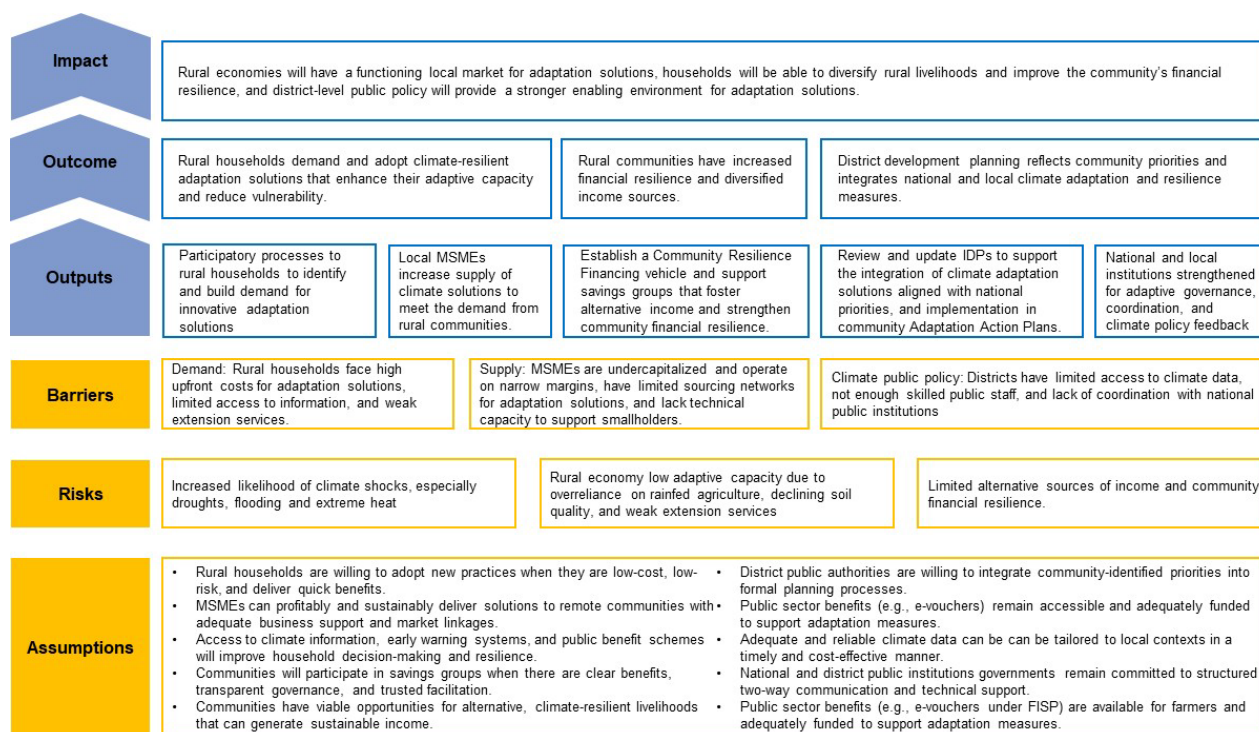 Impact
Rural economies will have a functioning local market for adaptation solutions, households will be able to diversify rural livelihoods and improve the community's financial
resilience, and district-level public policy will provide a stronger enabling environment for adaptation solutions.
Outcome
Rural households demand and adopt climate-resilient
adaptation solutions that enhance their adaptive capacity
and reduce vulnerability.
Rural communities have increased
financial resilience and diversified
income sources.
District development planning reflects community priorities and
integrates national and local climate adaptation and resilience
measures.
Outputs
Participatory processes to
rural households to identify
and build demand for
innovative adaptation
solutions
Local MSMEs
increase supply of
climate solutions to
meet the demand from
rural communities.
Establish a Community Resilience
Financing vehicle and support
savings groups that foster
alternative income and strengthen
community financial resilience.
Review and update IDPs to support
the integration of climate adaptation
solutions aligned with national
priorities, and implementation in
community Adaptation Action Plans.
National and local
institutions strengthened
for adaptive governance,
coordination, and
climate policy feedback
Barriers
Demand: Rural households face high
upfront costs for adaptation solutions,
limited access to information, and weak
extension services.
Supply: MSMEs are undercapitalized and operate
on narrow margins, have limited sourcing networks
for adaptation solutions, and lack technical
capacity to support smallholders.
Climate public policy: Districts have limited access to climate data,
not enough skilled public staff, and lack of coordination with national
public institutions
Risks
Increased likelihood of climate shocks, especially
droughts, flooding and extreme heat
Rural economy low adaptive capacity due to
overreliance on rainfed agriculture, declining soil
quality, and weak extension services
Limited alternative sources of income and community
financial resilience.
Assumptions
• Rural households are willing to adopt new practices when they are low-cost, low-
risk, and deliver quick benefits.
• MSMEs can profitably and sustainably deliver solutions to remote communities with
adequate business support and market linkages.
• Access to climate information, early warning systems, and public benefit schemes
will improve household decision-making and resilience.
• Communities will participate in savings groups when there are clear benefits,
transparent governance, and trusted facilitation.
• Communities have viable opportunities for alternative, climate-resilient livelihoods
that can generate sustainable income.
• District public authorities are willing to integrate community-identified priorities into
formal planning processes.
• Public sector benefits (e.g., e-vouchers) remain accessible and adequately funded
to support adaptation measures.
• Adequate and reliable climate data can be can be tailored to local contexts in a
timely and cost-effective manner.
• National and district public institutions governments remain committed to structured
two-way communication and technical support.
• Public sector benefits (e.g., e-vouchers under FISP) are available for farmers and
adequately funded to support adaptation measures.